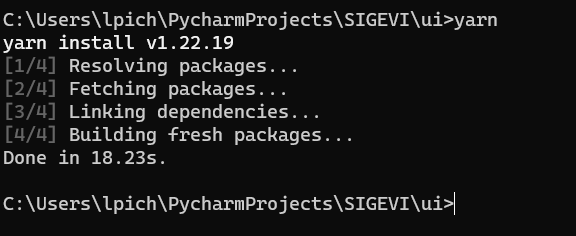 C:\Users\lpich\PycharmProjects\SIGEVI\ui>yarn
yarn install v1.22.19
[1/4] Resolving packages...
[2/4] Fetching packages...
[3/4] Linking dependencies...
[4/4] Building fresh packages...
Done in 18.23s.
C:\Users\lpich\PycharmProjects\SIGEVI\ui>